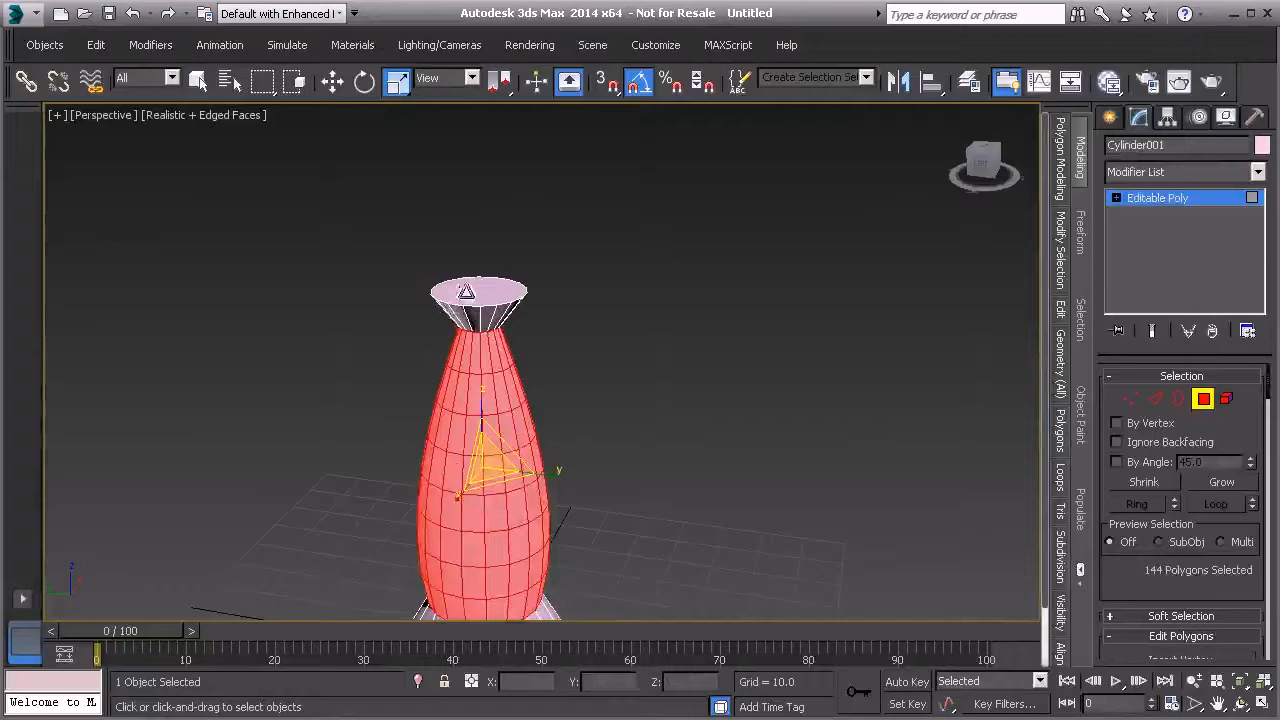 Default with Enhanced
Autodesk 3ds Max 2014 x64 - Not for Resale Untitled
Type a keyword or phrase
Objects Edit Modifiers Animation Simulate Materials Lighting/Cameras Rendering Scene Customize MAXScript Help
All
View
3
%
ABC
Create Selection Se
[+] [Perspective] [Realistic + Edged Faces]
z
y
x
z
Polygon Modeling
Modify Selection
Edit
Geometry (All)
Polygons
Loops
Tris
Subdivision
Visibility
Align
Modeling
Freeform
Selection
Object Paint
Populate
Cylinder001
Modifier List
Editable Poly
Selection
By Vertex
Ignore Backfacing
By Angle: 45.0
Shrink Grow
Ring Loop
Preview Selection
Off SubObj Multi
144 Polygons Selected
Soft Selection
Edit Polygons
< 0 / 100 >
0 10 20 30 40 50 60 70 80 90 100
1 Object Selected
X: Y: Z:
Grid = 10.0
Auto Key
Selected
Welcome to M
Click or click-and-drag to select objects
Add Time Tag
Set Key
Key Filters...
0